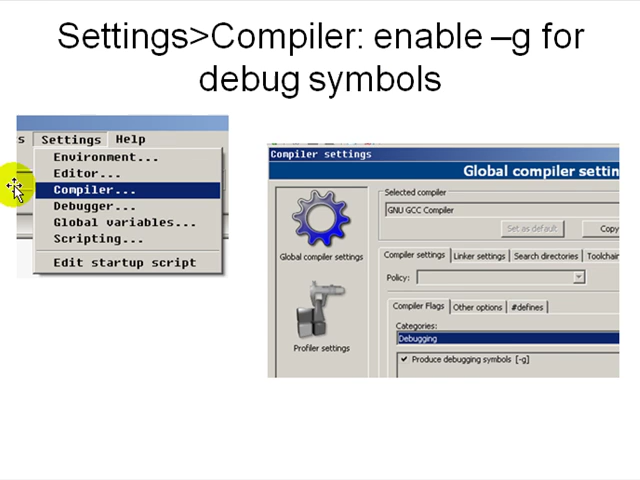 Settings>Compiler: enable –g for
debug symbols
s Settings Help
Environment...
Editor...
Compiler...
Debugger...
Global variables...
Scripting...
Edit startup script
Compiler settings
Global compiler settin
Selected compiler
GNU GCC Compiler
Set as default
Copy
Global compiler settings
Compiler settings Linker settings Search directories Toolchain
Policy:
Compiler Flags Other options #defines
Categories:
Debugging
Produce debugging symbols [-g]
Profiler settings